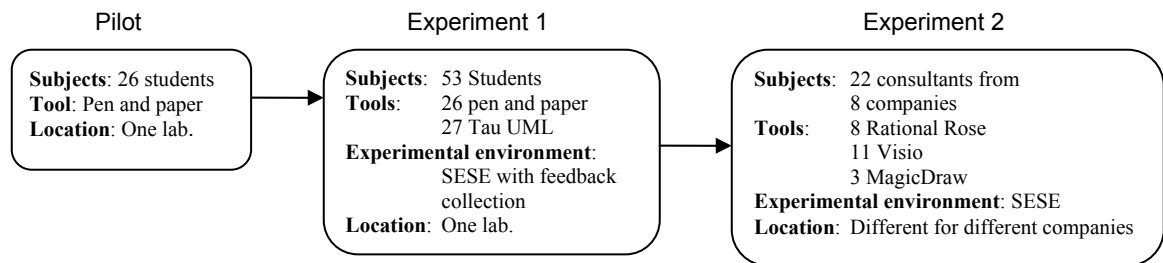 Pilot
Subjects: 26 students
Tool: Pen and paper
Location: One lab.
Experiment 1
Subjects: 53 Students
Tools: 26 pen and paper
27 Tau UML
Experimental environment:
SESE with feedback
collection
Location: One lab.
Experiment 2
Subjects: 22 consultants from
8 companies
Tools: 8 Rational Rose
11 Visio
3 MagicDraw
Experimental environment: SESE
Location: Different for different companies